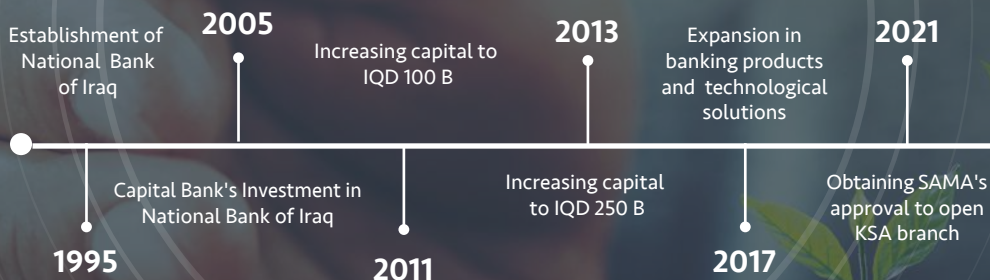 Establishment of
National Bank
of Iraq
1995
2005
Capital Bank's Investment in
National Bank of Iraq
Increasing capital to
IQD 100 B
2011
2013
Increasing capital
to IQD 250 B
Expansion in
banking products
and technological
solutions
2017
2021
Obtaining SAMA's
approval to open
KSA branch